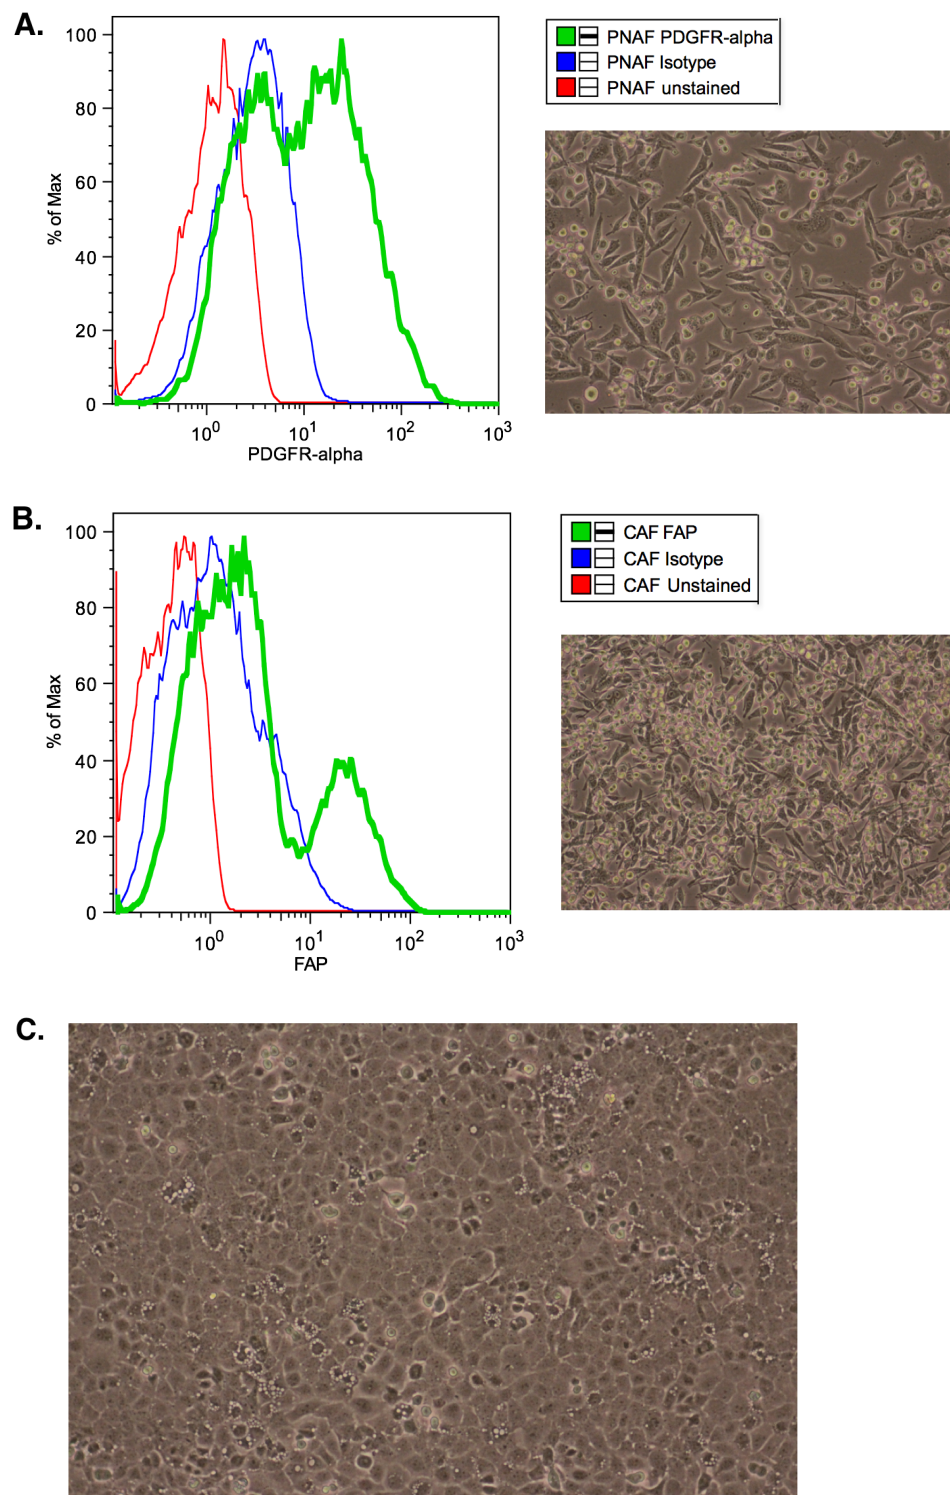 A.
100
80
60
40
20
0
% of Max
10^0 10^1 10^2 10^3
PDGFR-alpha
PNAF PDGFR-alpha
PNAF Isotype
PNAF unstained
B.
100
80
60
40
20
0
% of Max
10^0 10^1 10^2 10^3
FAP
CAF FAP
CAF Isotype
CAF Unstained
C.